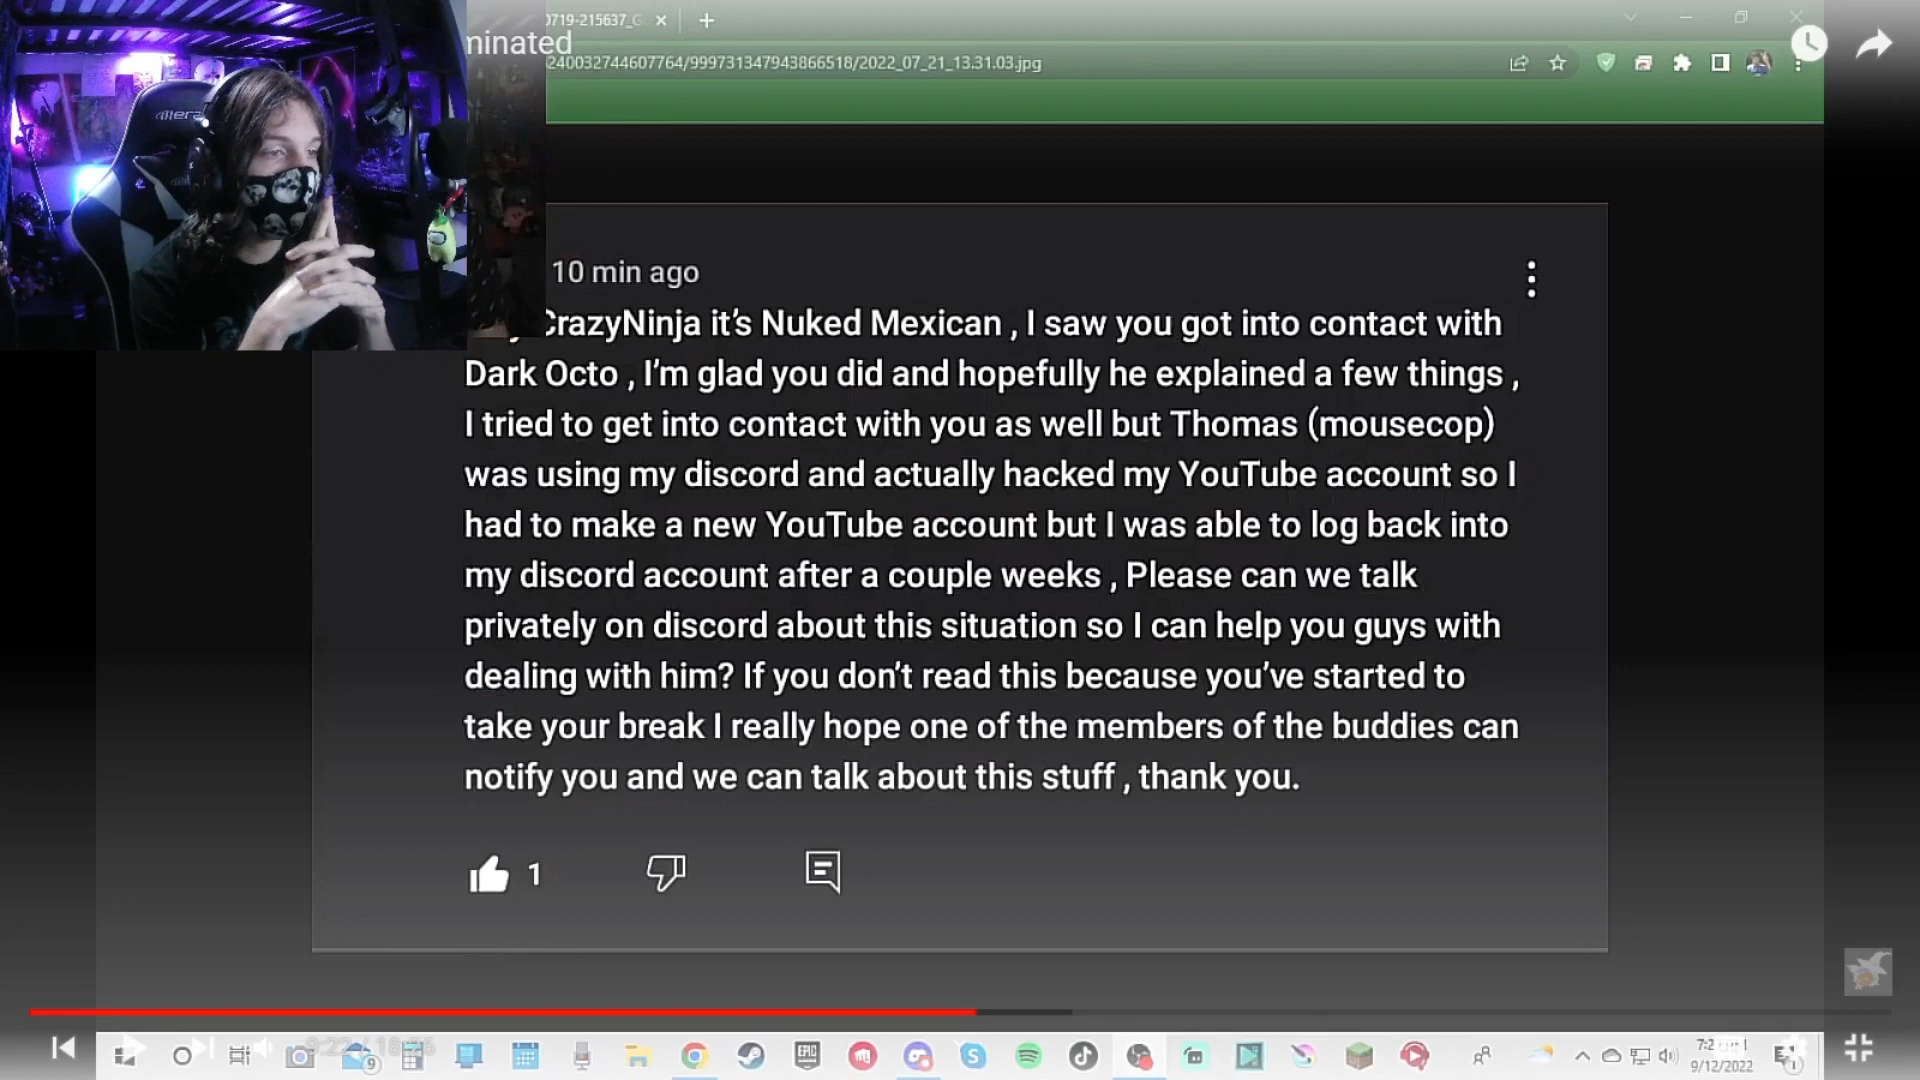 0719-215637_G
minated
240032744607764/999731347943866518/2022_07_21_13.31.03.jpg
10 min ago
CrazyNinja it's Nuked Mexican , I saw you got into contact with
Dark Octo , I'm glad you did and hopefully he explained a few things ,
I tried to get into contact with you as well but Thomas (mousecop)
was using my discord and actually hacked my YouTube account so I
had to make a new YouTube account but I was able to log back into
my discord account after a couple weeks , Please can we talk
privately on discord about this situation so I can help you guys with
dealing with him? If you don't read this because you've started to
take your break I really hope one of the members of the buddies can
notify you and we can talk about this stuff , thank you.
1
EPIC
9
9/12/2022
1